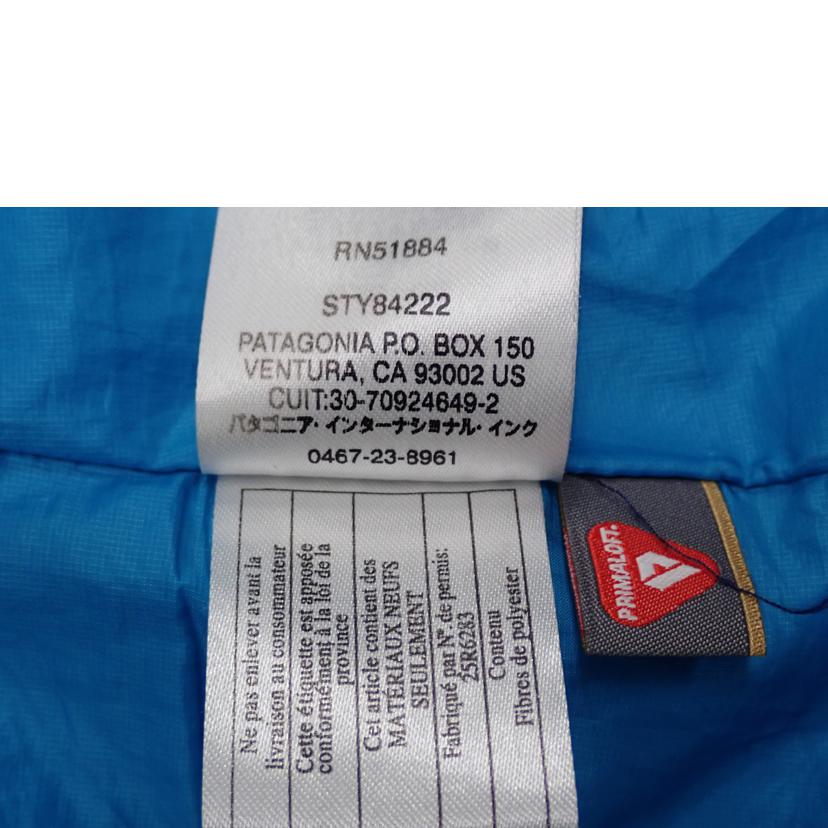 RN51884
STY84222
PATAGONIA P.O. BOX 150
VENTURA, CA 93002 US
CUIT:30-70924649-2
パタゴニア・インターナショナル・インク
0467-23-8961
Ne pas enlever avant la
livraison au consommateur
Cette étiquette est apposée
conformément à la loi de la
province
Cet article contient des
MATÉRIAUX NEUFS
SEULEMENT
Fabriqué par N° de permis:
25R6283
Contenu
Fibres de polyester
PRIMALOFT